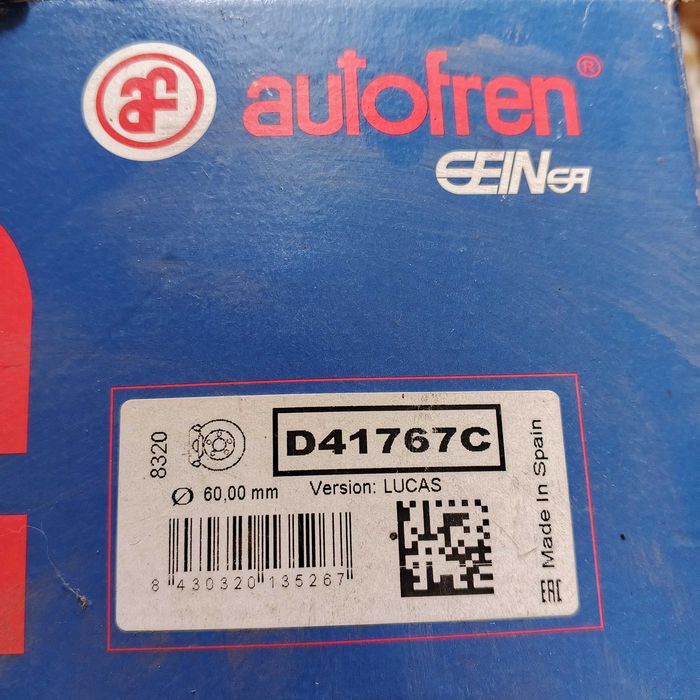 af autofren®
SEINSA
8320
D41767C
Ø 60,00 mm Version: LUCAS
8 430320 135267
Made In Spain
EAC